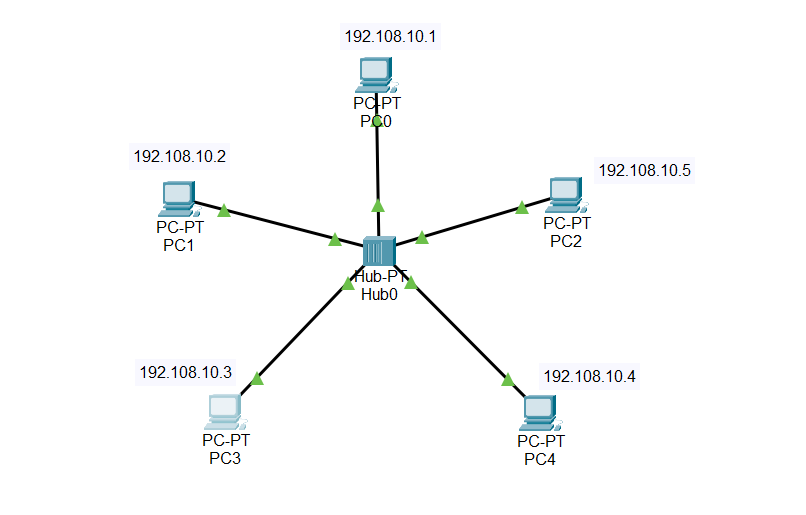 192.108.10.1
PC-PT
PC0
192.108.10.2
PC-PT
PC1
192.108.10.5
PC-PT
PC2
Hub-PT
Hub0
192.108.10.3
PC-PT
PC3
192.108.10.4
PC-PT
PC4